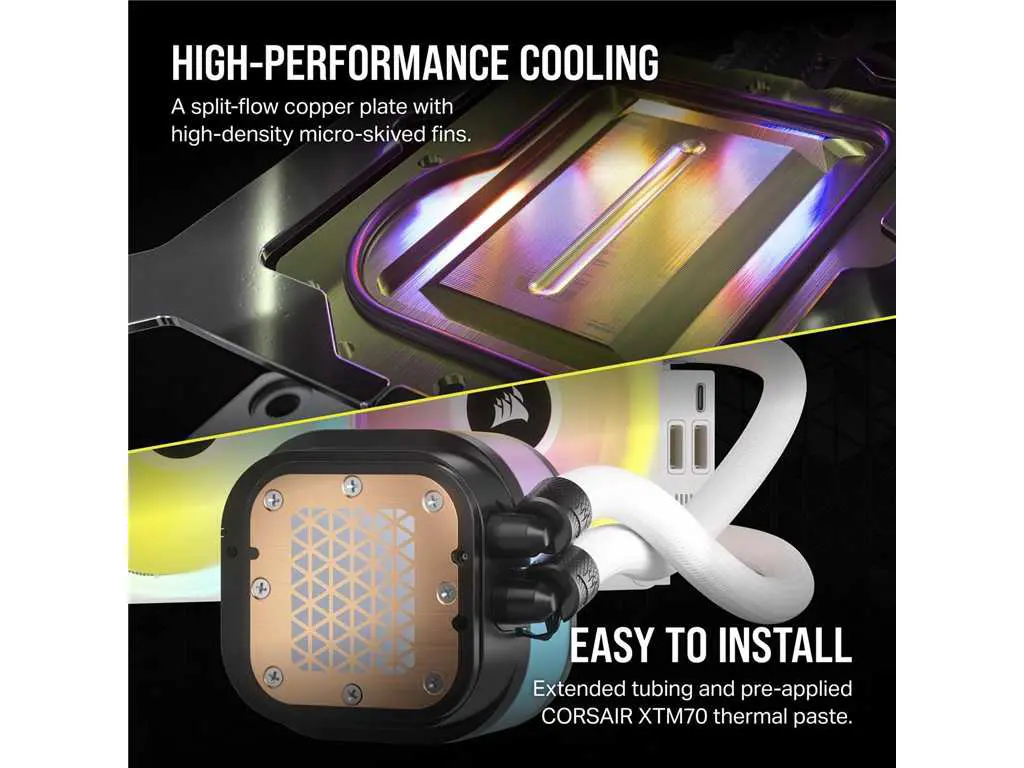 HIGH-PERFORMANCE COOLING
A split-flow copper plate with
high-density micro-skived fins.
EASY TO INSTALL
Extended tubing and pre-applied
CORSAIR XTM70 thermal paste.